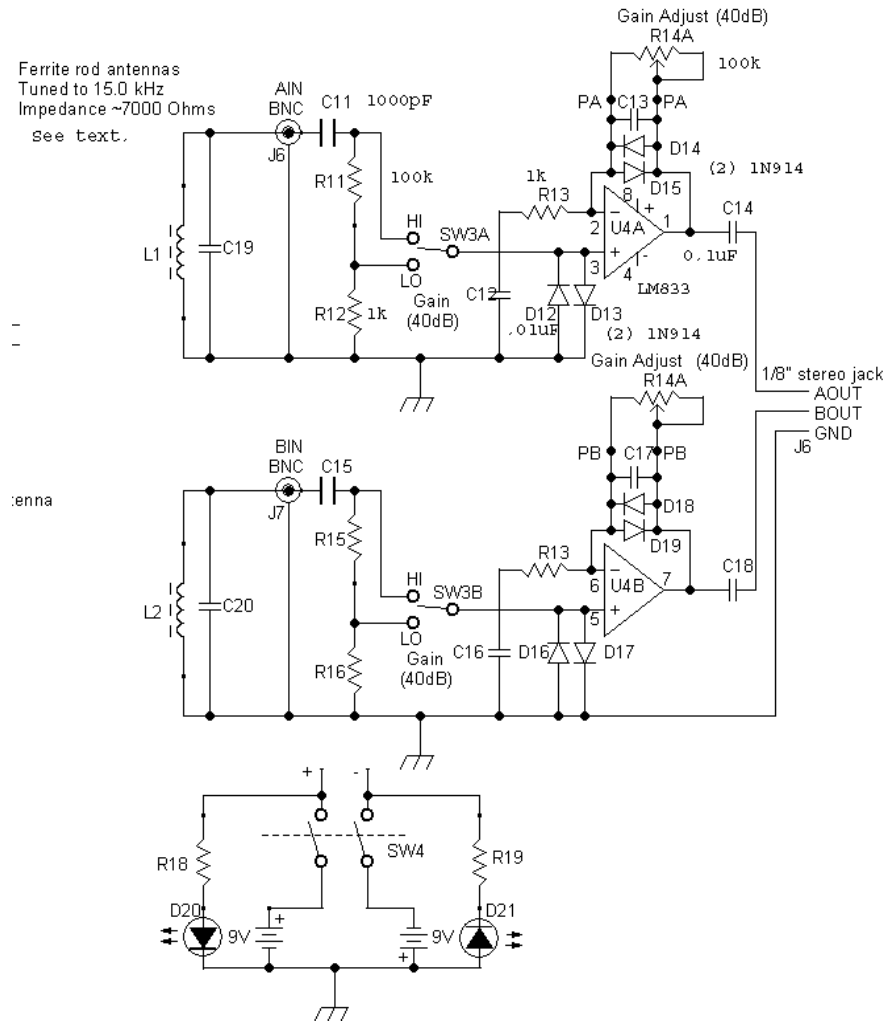 Gain Adjust (40dB)
R14A
100k
Ferrite rod antennas
Tuned to 15.0 kHz
Impedance ~7000 Ohms
See text.
AIN
BNC
C11
1000pF
J6
PA
C13
PA
D14
D15
(2) 1N914
R11
100k
1k
R13
HI
SW3A
LO
Gain
(40dB)
2
8
+
U4A
1
3
4
-
LM833
C14
0.1uF
L1
C19
R12
1k
C12
.01uF
D12
D13
(2) 1N914
Gain Adjust (40dB)
R14A
1/8" stereo jack
AOUT
BOUT
GND
J6
BIN
BNC
C15
J7
PB
C17
PB
D18
D19
tenna
R15
R13
HI
SW3B
LO
Gain
(40dB)
6
U4B
7
5
C18
L2
C20
R16
C16
D16
D17
+
-
R18
SW4
R19
D20
9V
+
9V
+
D21